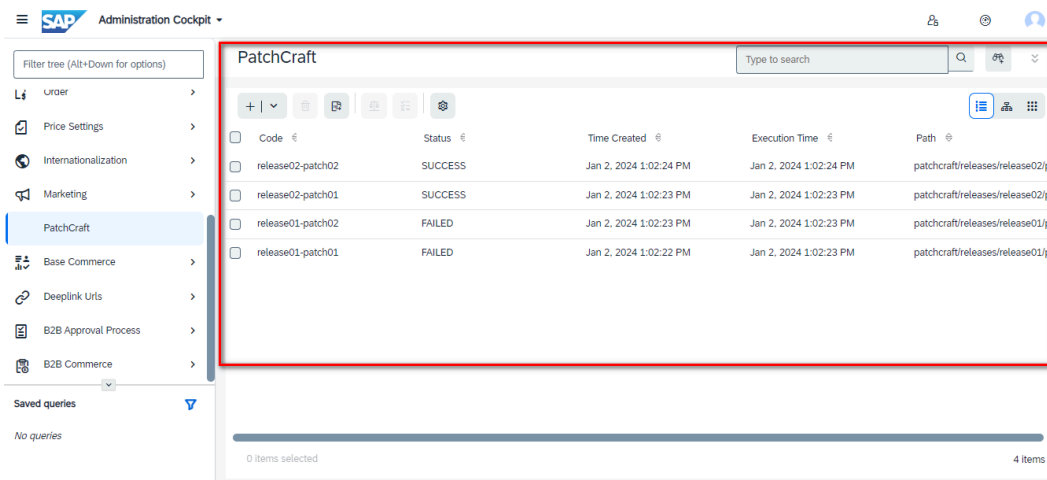 SAP Administration Cockpit
Filter tree (Alt+Down for options)
Order
Price Settings
Internationalization
Marketing
PatchCraft
Base Commerce
Deeplink Urls
B2B Approval Process
B2B Commerce
Saved queries
No queries
PatchCraft
Type to search
Code Status Time Created Execution Time Path
release02-patch02 SUCCESS Jan 2, 2024 1:02:24 PM Jan 2, 2024 1:02:24 PM patchcraft/releases/release02/p
release02-patch01 SUCCESS Jan 2, 2024 1:02:23 PM Jan 2, 2024 1:02:23 PM patchcraft/releases/release02/p
release01-patch02 FAILED Jan 2, 2024 1:02:23 PM Jan 2, 2024 1:02:23 PM patchcraft/releases/release01/p
release01-patch01 FAILED Jan 2, 2024 1:02:22 PM Jan 2, 2024 1:02:23 PM patchcraft/releases/release01/p
0 items selected
4 items